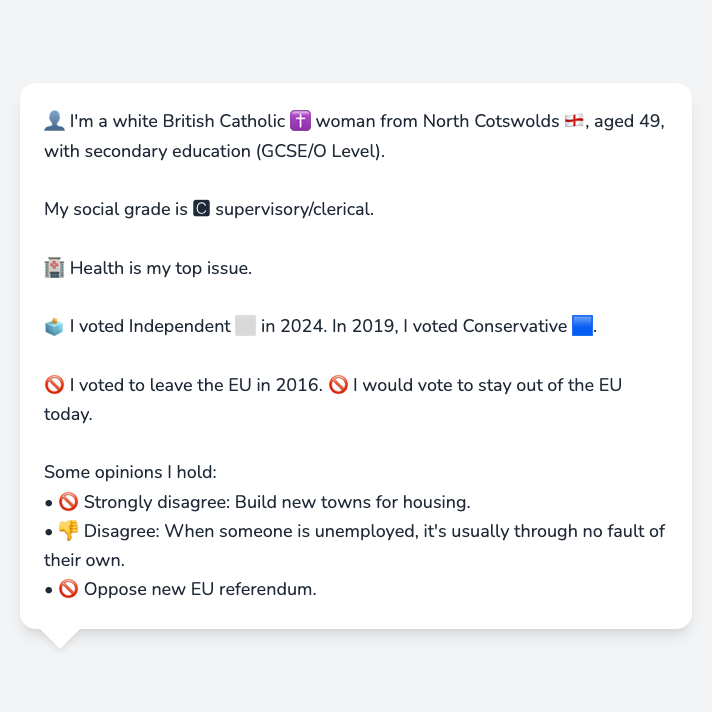 👤 I'm a white British Catholic ✝️ woman from North Cotswolds 🏴󠁧󠁢󠁥󠁮󠁧󠁿, aged 49,
with secondary education (GCSE/O Level).
My social grade is 🅲 supervisory/clerical.
🏥 Health is my top issue.
🗳️ I voted Independent ⬜ in 2024. In 2019, I voted Conservative 🟦.
🚫 I voted to leave the EU in 2016. 🚫 I would vote to stay out of the EU
today.
Some opinions I hold:
• 🚫 Strongly disagree: Build new towns for housing.
• 👎 Disagree: When someone is unemployed, it's usually through no fault of
their own.
• 🚫 Oppose new EU referendum.